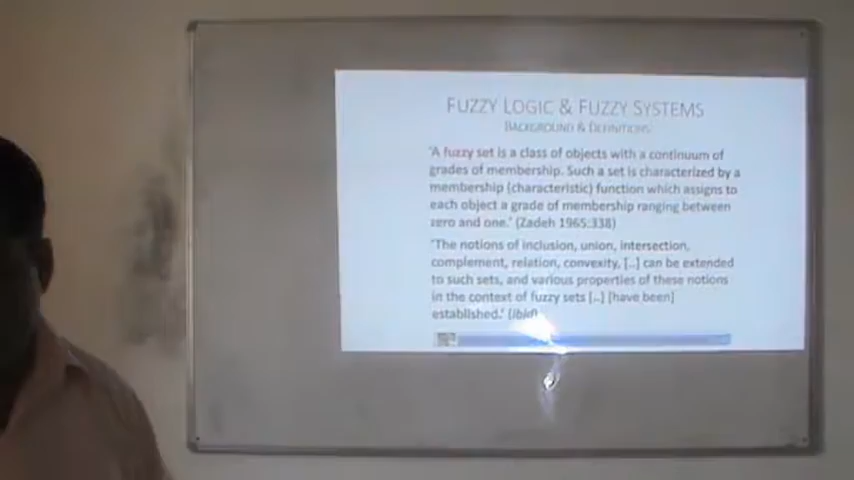 FUZZY LOGIC & FUZZY SYSTEMS
BACKGROUND & DEFINITIONS
'A fuzzy set is a class of objects with a continuum of
grades of membership. Such a set is characterized by a
membership (characteristic) function which assigns to
each object a grade of membership ranging between
zero and one.' (Zadeh 1965:338)
'The notions of inclusion, union, intersection,
complement, relation, convexity, [..] can be extended
to such sets, and various properties of these notions
in the context of fuzzy sets [..] [have been]
established.' (ibid)